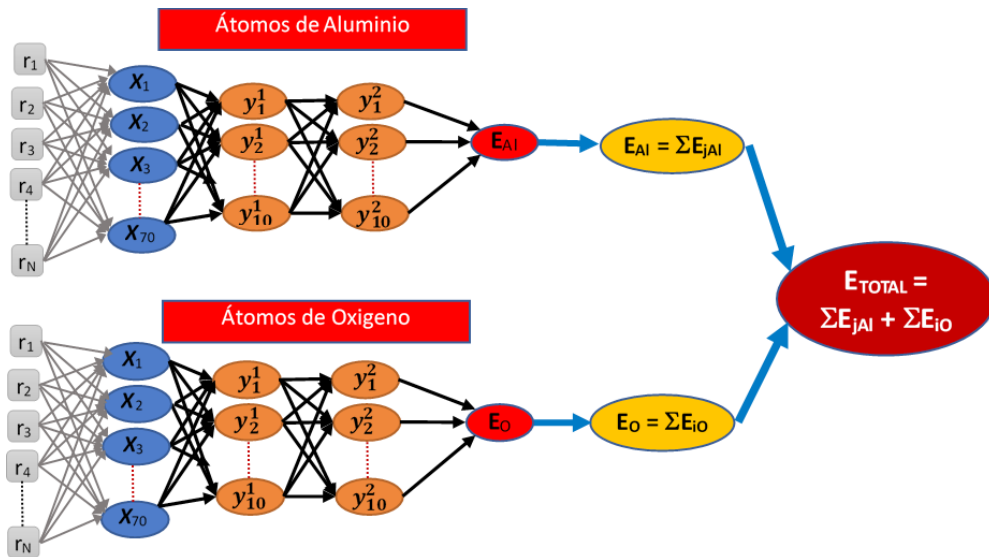 Átomos de Aluminio
r1
r2
r3
r4
rN
X1
X2
X3
X70
y₁¹
y₂¹
y₁₀¹
y₁²
y₂²
y₁₀²
EAl
EAl = ΣEjAl
ETOTAL =
ΣEjAl + ΣEiO
Átomos de Oxigeno
r1
r2
r3
r4
rN
X1
X2
X3
X70
y₁¹
y₂¹
y₁₀¹
y₁²
y₂²
y₁₀²
EO
EO = ΣEiO